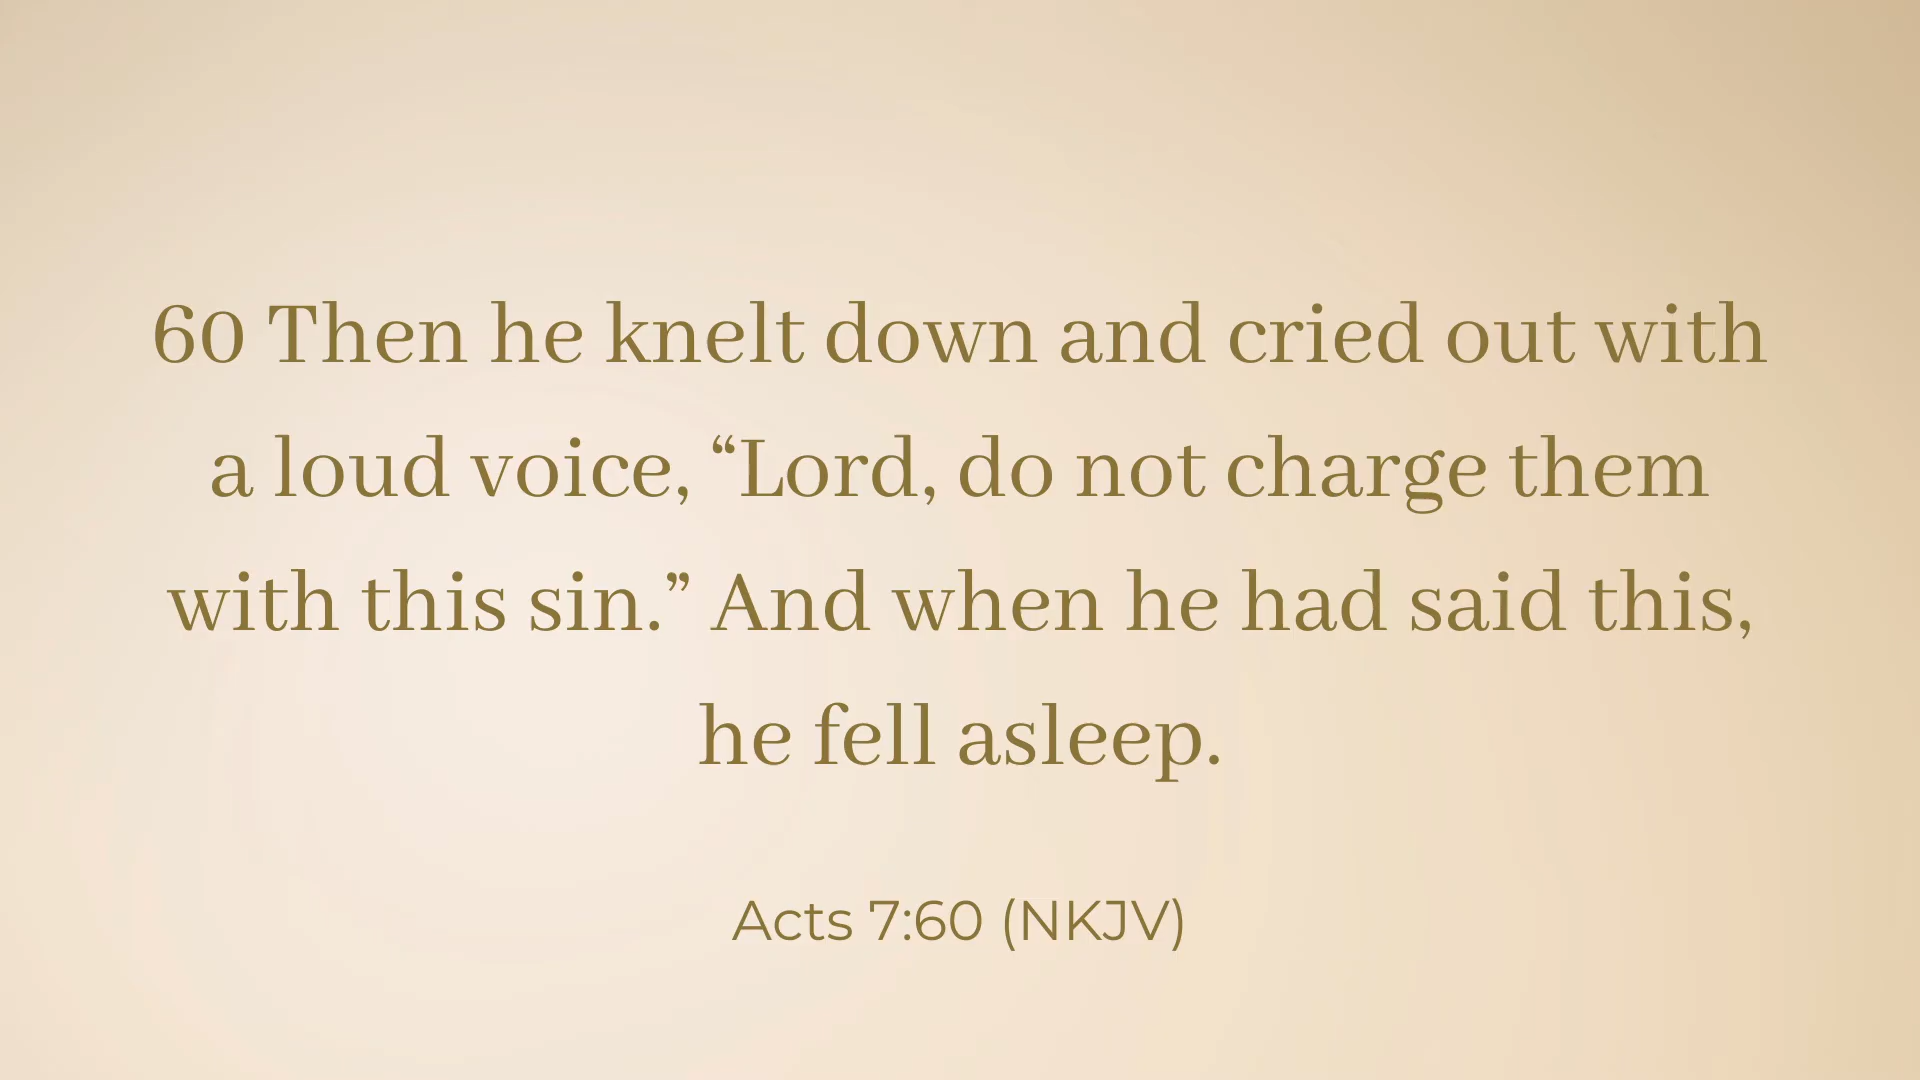 60 Then he knelt down and cried out with
a loud voice, “Lord, do not charge them
with this sin.” And when he had said this,
he fell asleep.
Acts 7:60 (NKJV)